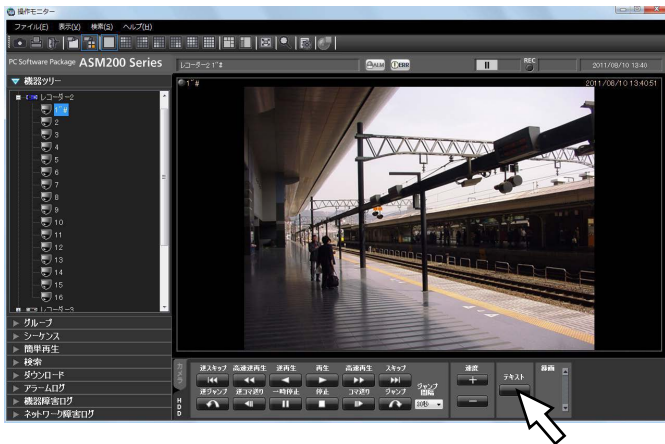 操作モニター
ファイル(F) 表示(V) 検索(S) ヘルプ(H)
PC Software Package ASM200 Series
レコーダー2 1~#
ALM
ERR
REC
2011/08/10 13:40
機器ツリー
1~#
2011/08/10 13:40:51
レコーダー2
1~#
2
3
4
5
6
7
8
9
10
11
12
13
14
15
16
レコーダー3
グループ
シーケンス
簡単再生
検索
ダウンロード
アラームログ
機器障害ログ
ネットワーク障害ログ
カメラ
HDD
逆スキップ 高速逆再生 逆再生 再生 高速再生 スキップ
逆ジャンプ 逆コマ送り 一時停止 停止 コマ送り ジャンプ
ジャンプ
間隔
30秒
速度
テキスト
録画